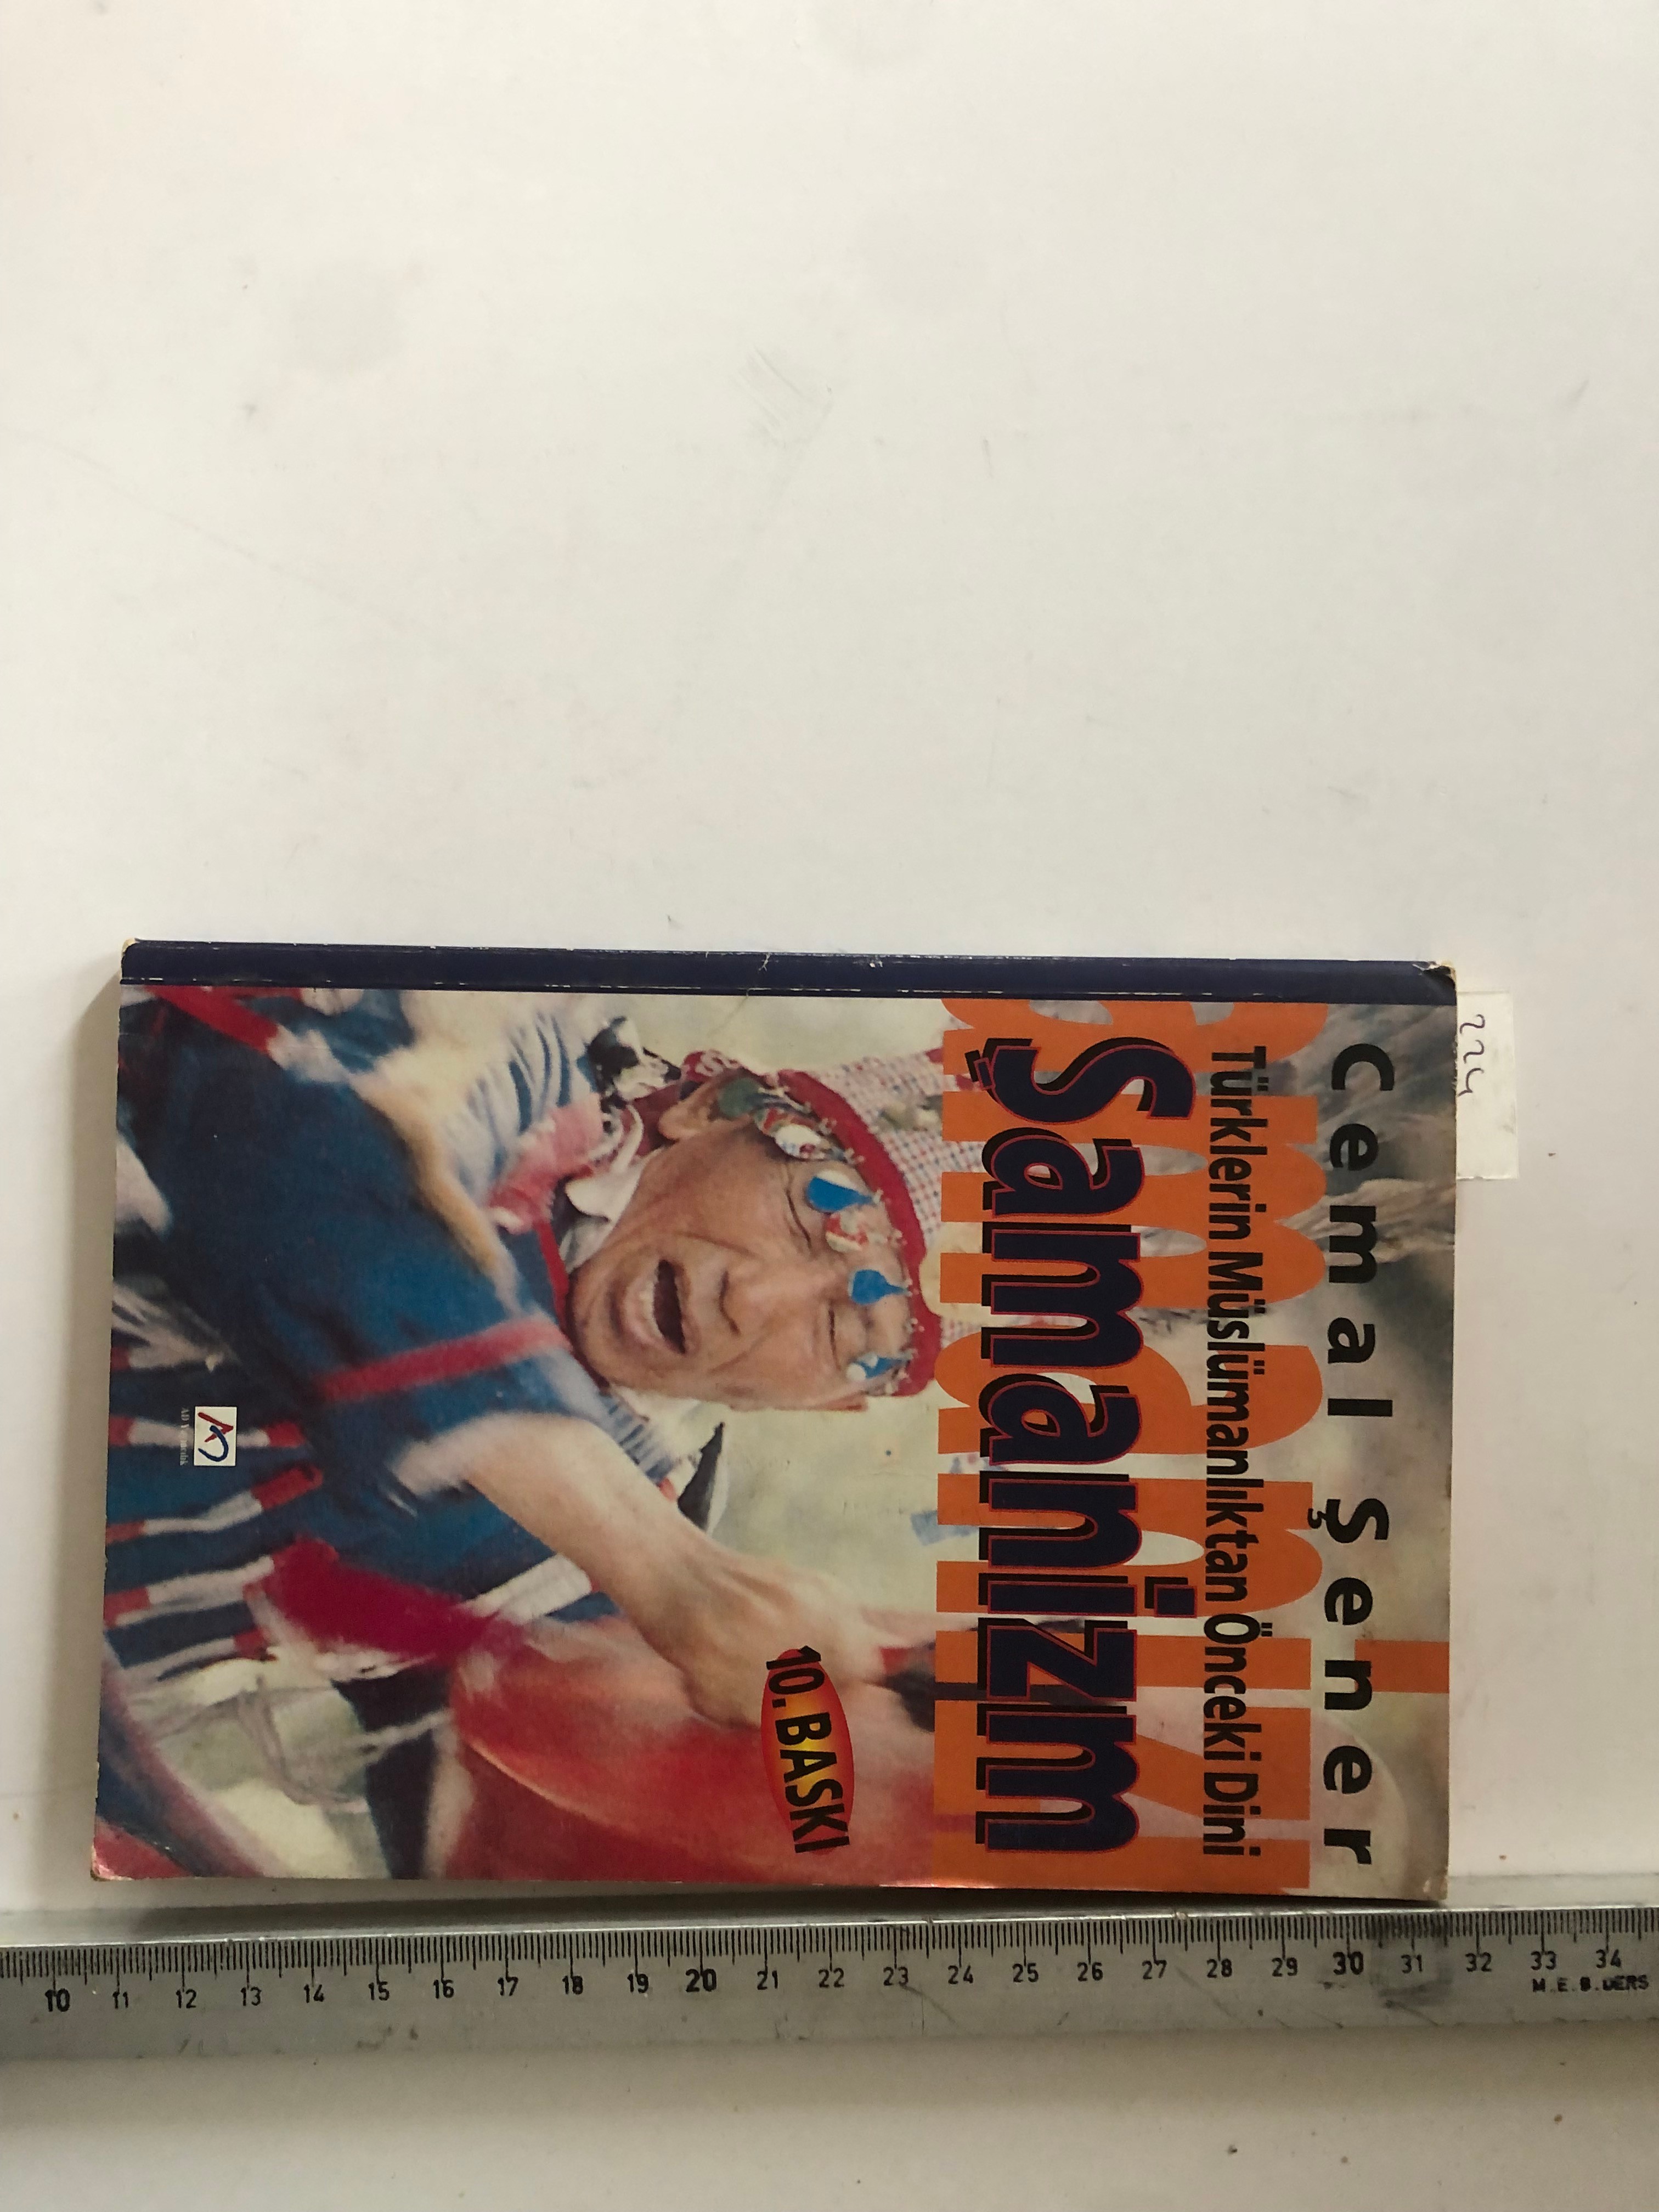 224
Cemal Şener
Türklerin Müslümanlıktan Önceki Dini
Şamanizm
10. BASKI
10 11 12 13 14 15 16 17 18 19 20 21 22 23 24 25 26 27 28 29 30 31 32 33 34
M.E.B.DERS